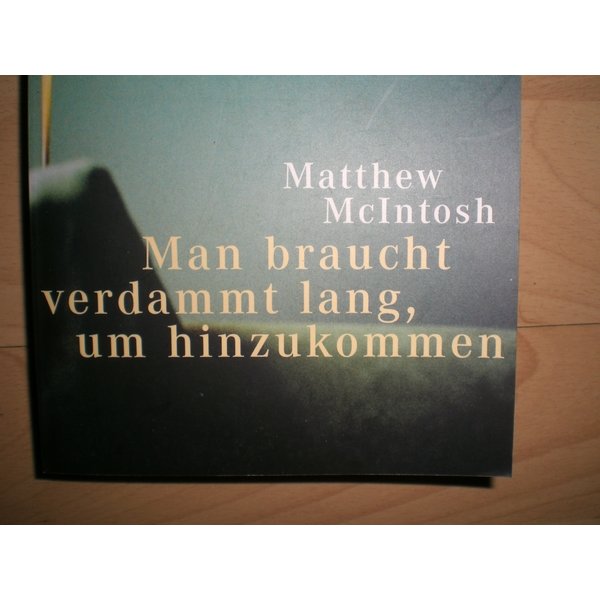 Matthew
McIntosh
Man braucht
verdammt lang,
um hinzukommen